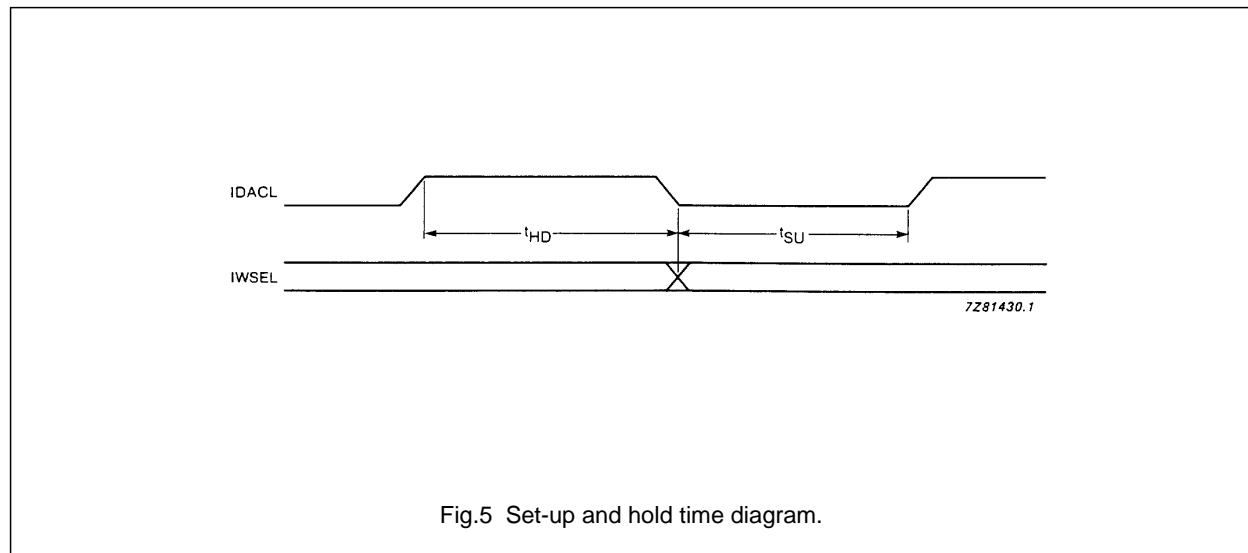 IDACL
tHD
tSU
IWSEL
7Z81430.1
Fig.5 Set-up and hold time diagram.